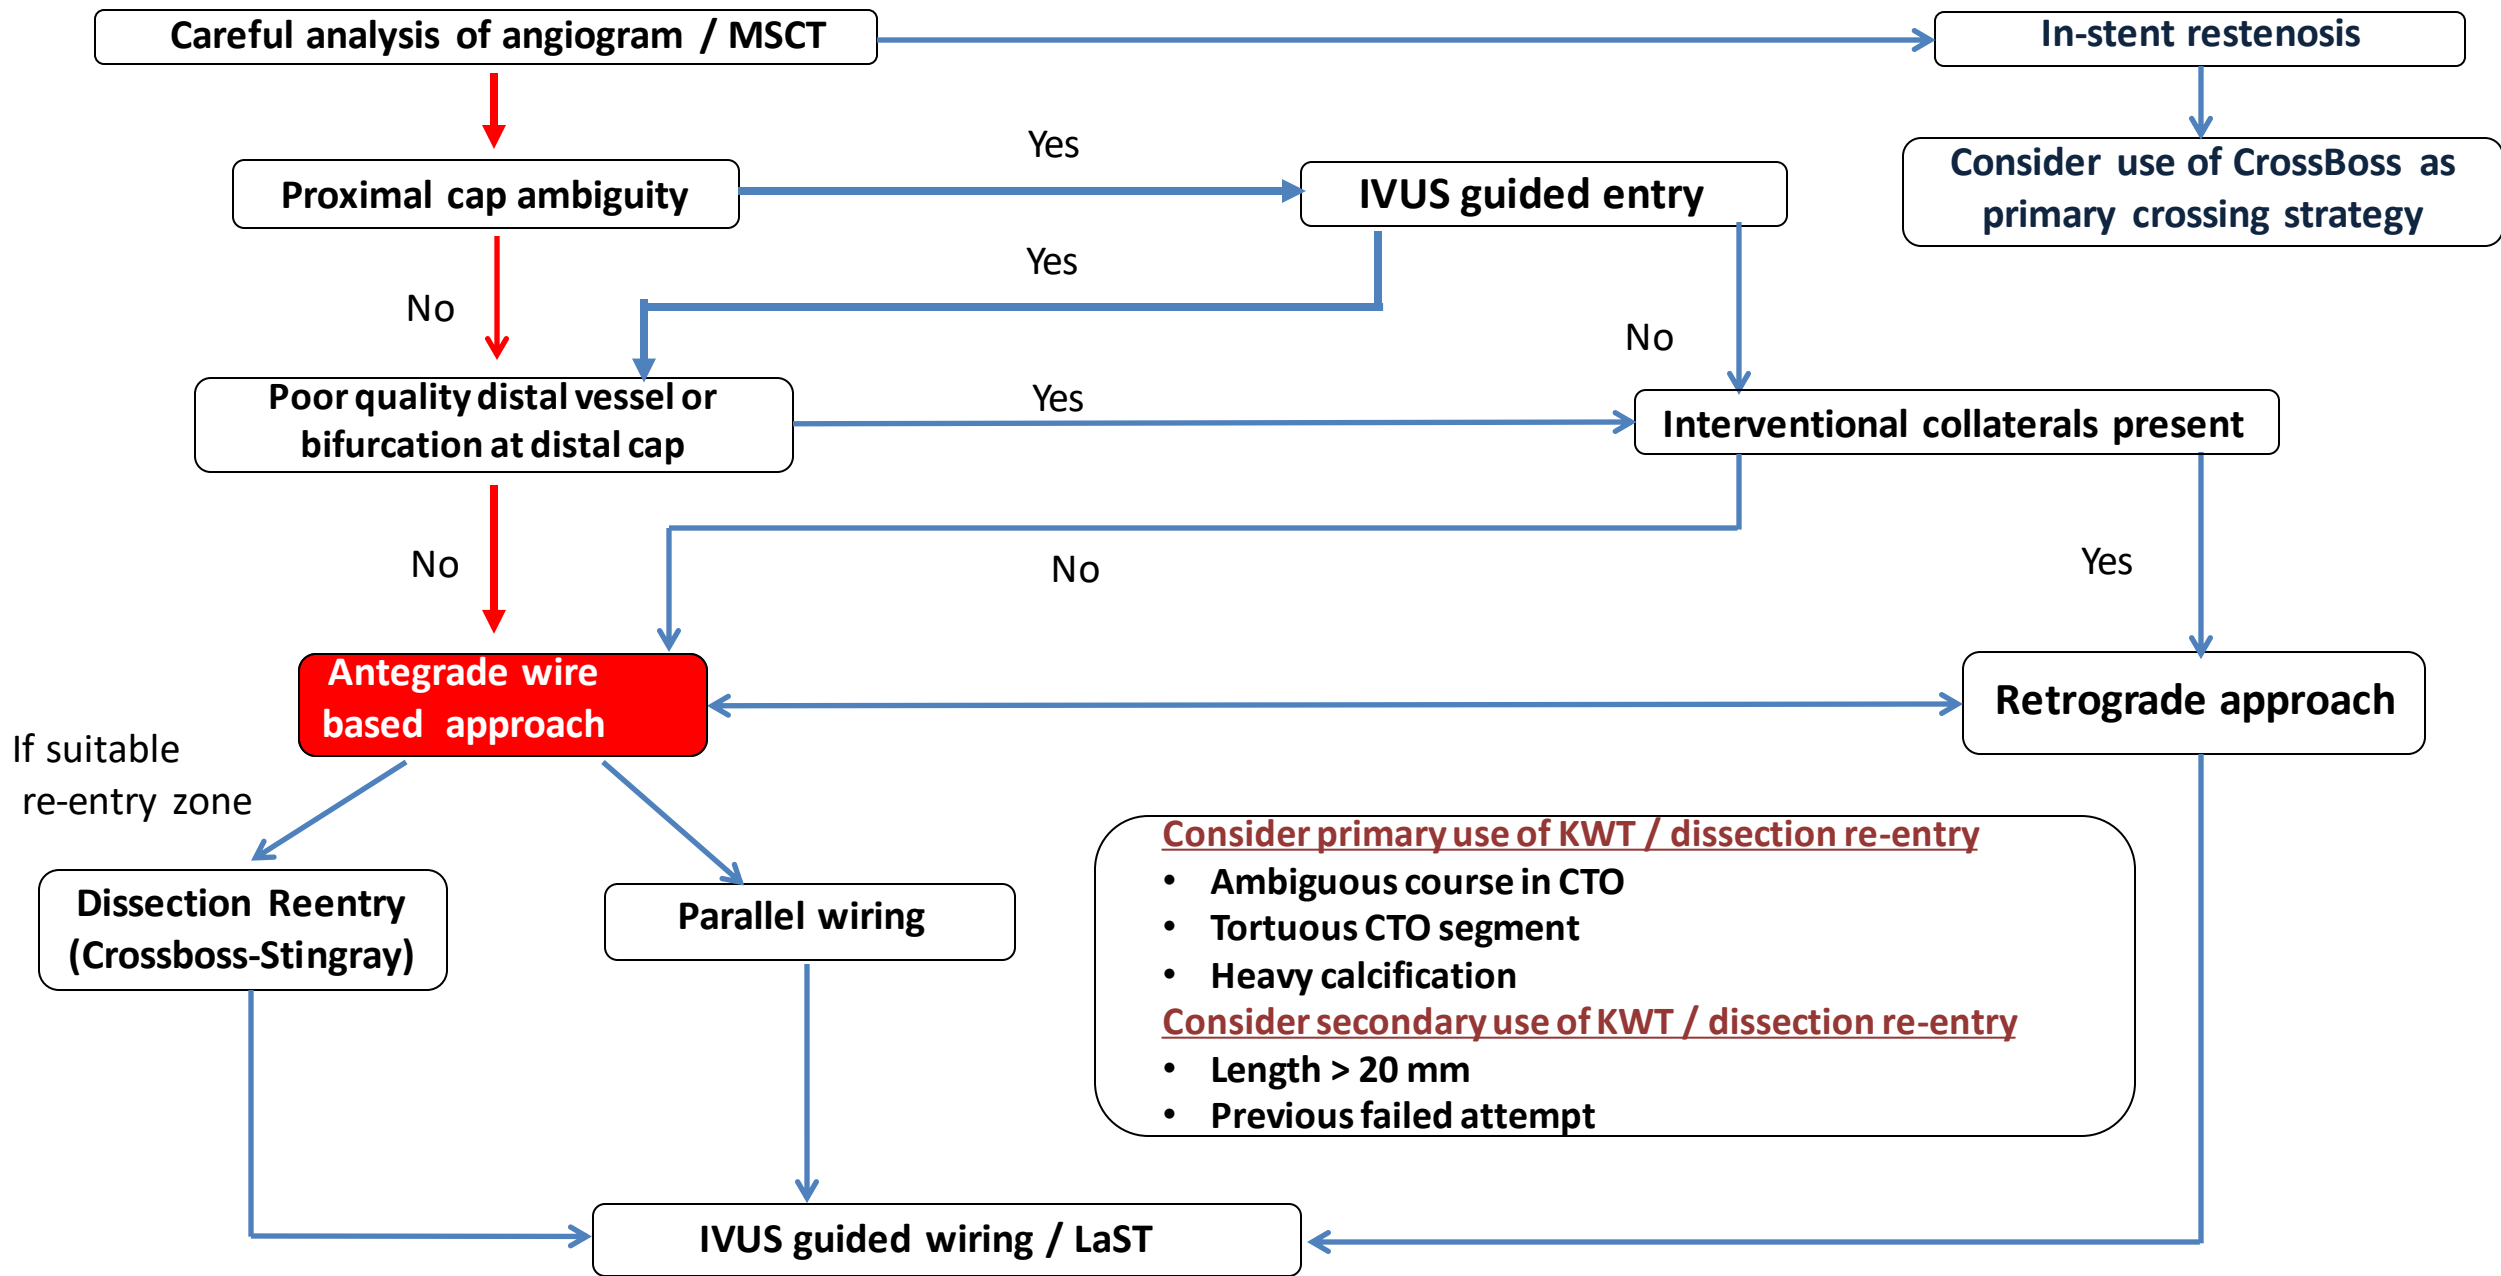 Careful analysis of angiogram / MSCT
In-stent restenosis
Yes
Proximal cap ambiguity
IVUS guided entry
Consider use of CrossBoss as
primary crossing strategy
Yes
No
No
Poor quality distal vessel or
bifurcation at distal cap
Yes
Interventional collaterals present
No
No
Yes
Antegrade wire
based approach
Retrograde approach
If suitable
re-entry zone
Dissection Reentry
(Crossboss-Stingray)
Parallel wiring
Consider primary use of KWT / dissection re-entry
• Ambiguous course in CTO
• Tortuous CTO segment
• Heavy calcification
Consider secondary use of KWT / dissection re-entry
• Length > 20 mm
• Previous failed attempt
IVUS guided wiring / LaST